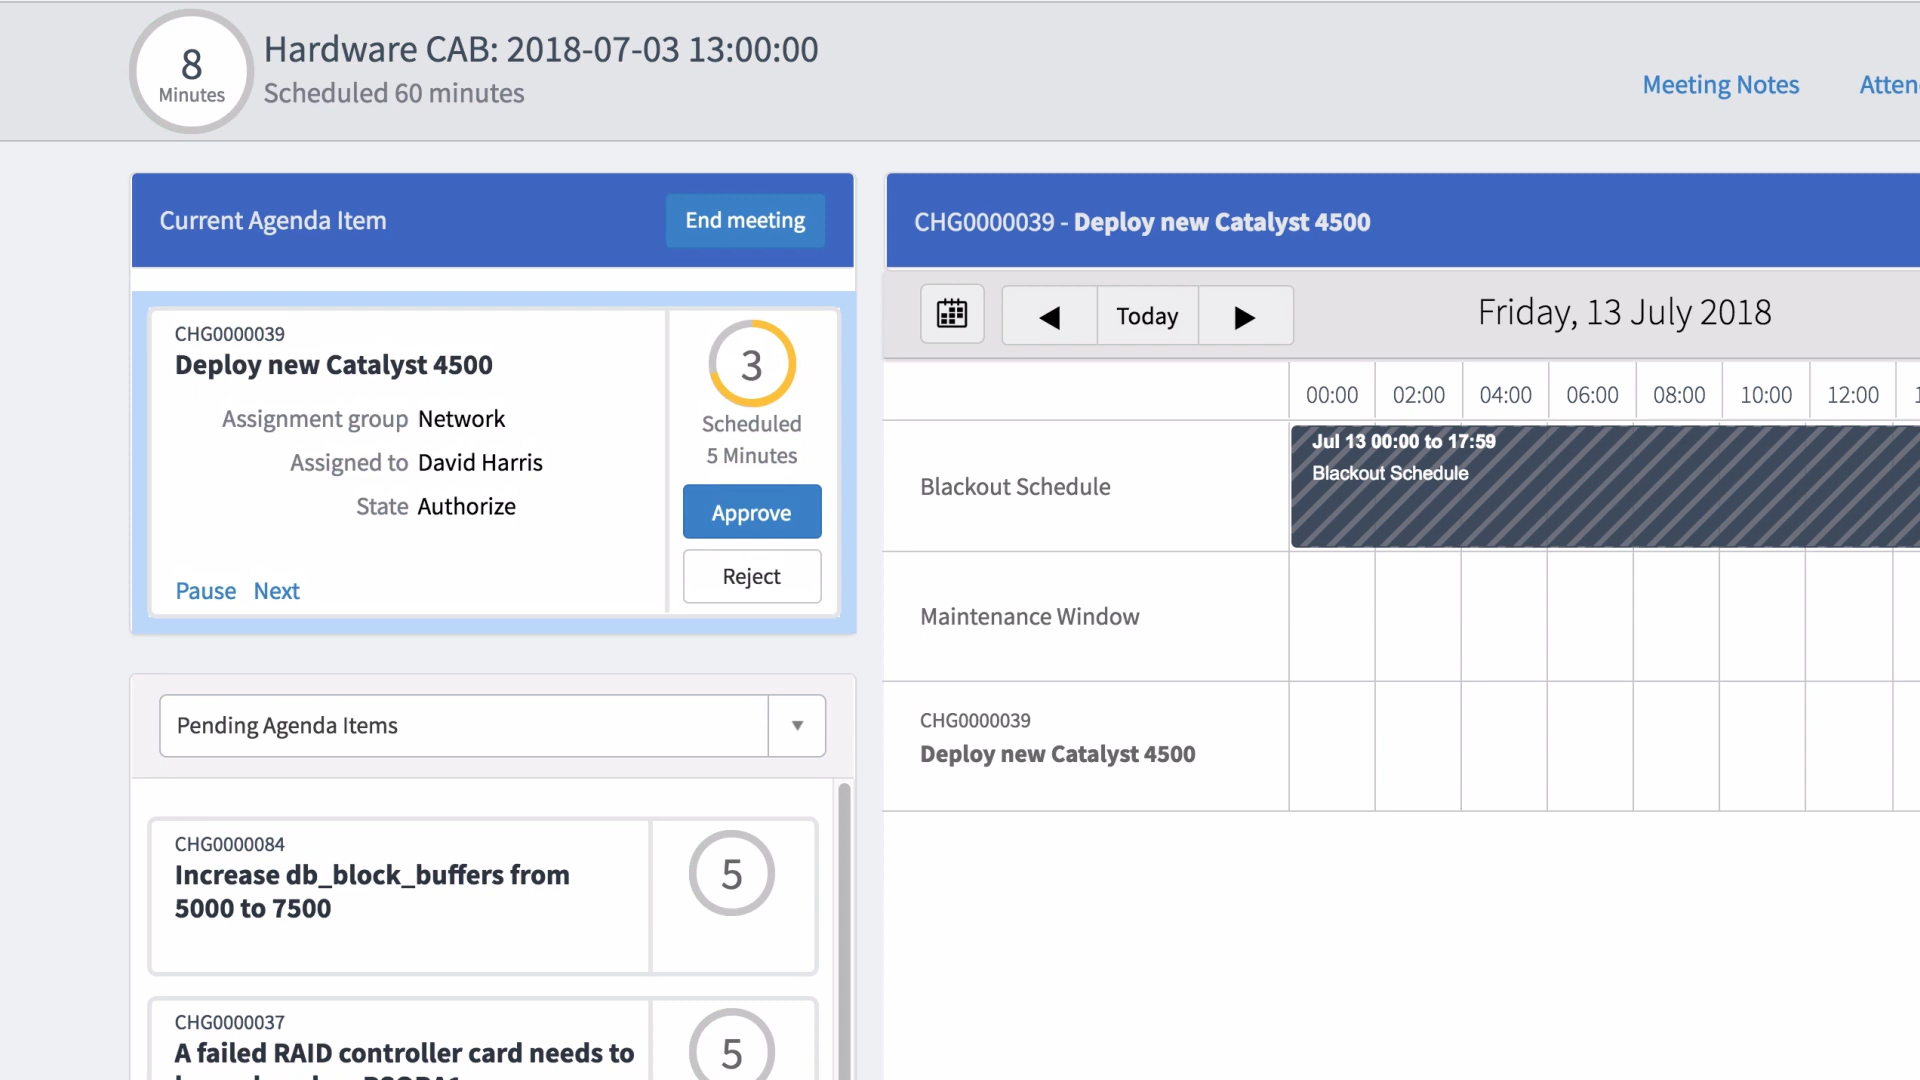 8
Minutes
Hardware CAB: 2018-07-03 13:00:00
Scheduled 60 minutes
Meeting Notes
Current Agenda Item
End meeting
CHG0000039
Deploy new Catalyst 4500
Assignment group Network
Assigned to David Harris
State Authorize
Pause Next
3
Scheduled
5 Minutes
Approve
Reject
Pending Agenda Items
CHG0000084
Increase db_block_buffers from
5000 to 7500
5
CHG0000037
A failed RAID controller card needs to
5
CHG0000039 - Deploy new Catalyst 4500
Today
Friday, 13 July 2018
00:00 02:00 04:00 06:00 08:00 10:00 12:00
Blackout Schedule
Jul 13 00:00 to 17:59
Blackout Schedule
Maintenance Window
CHG0000039
Deploy new Catalyst 4500